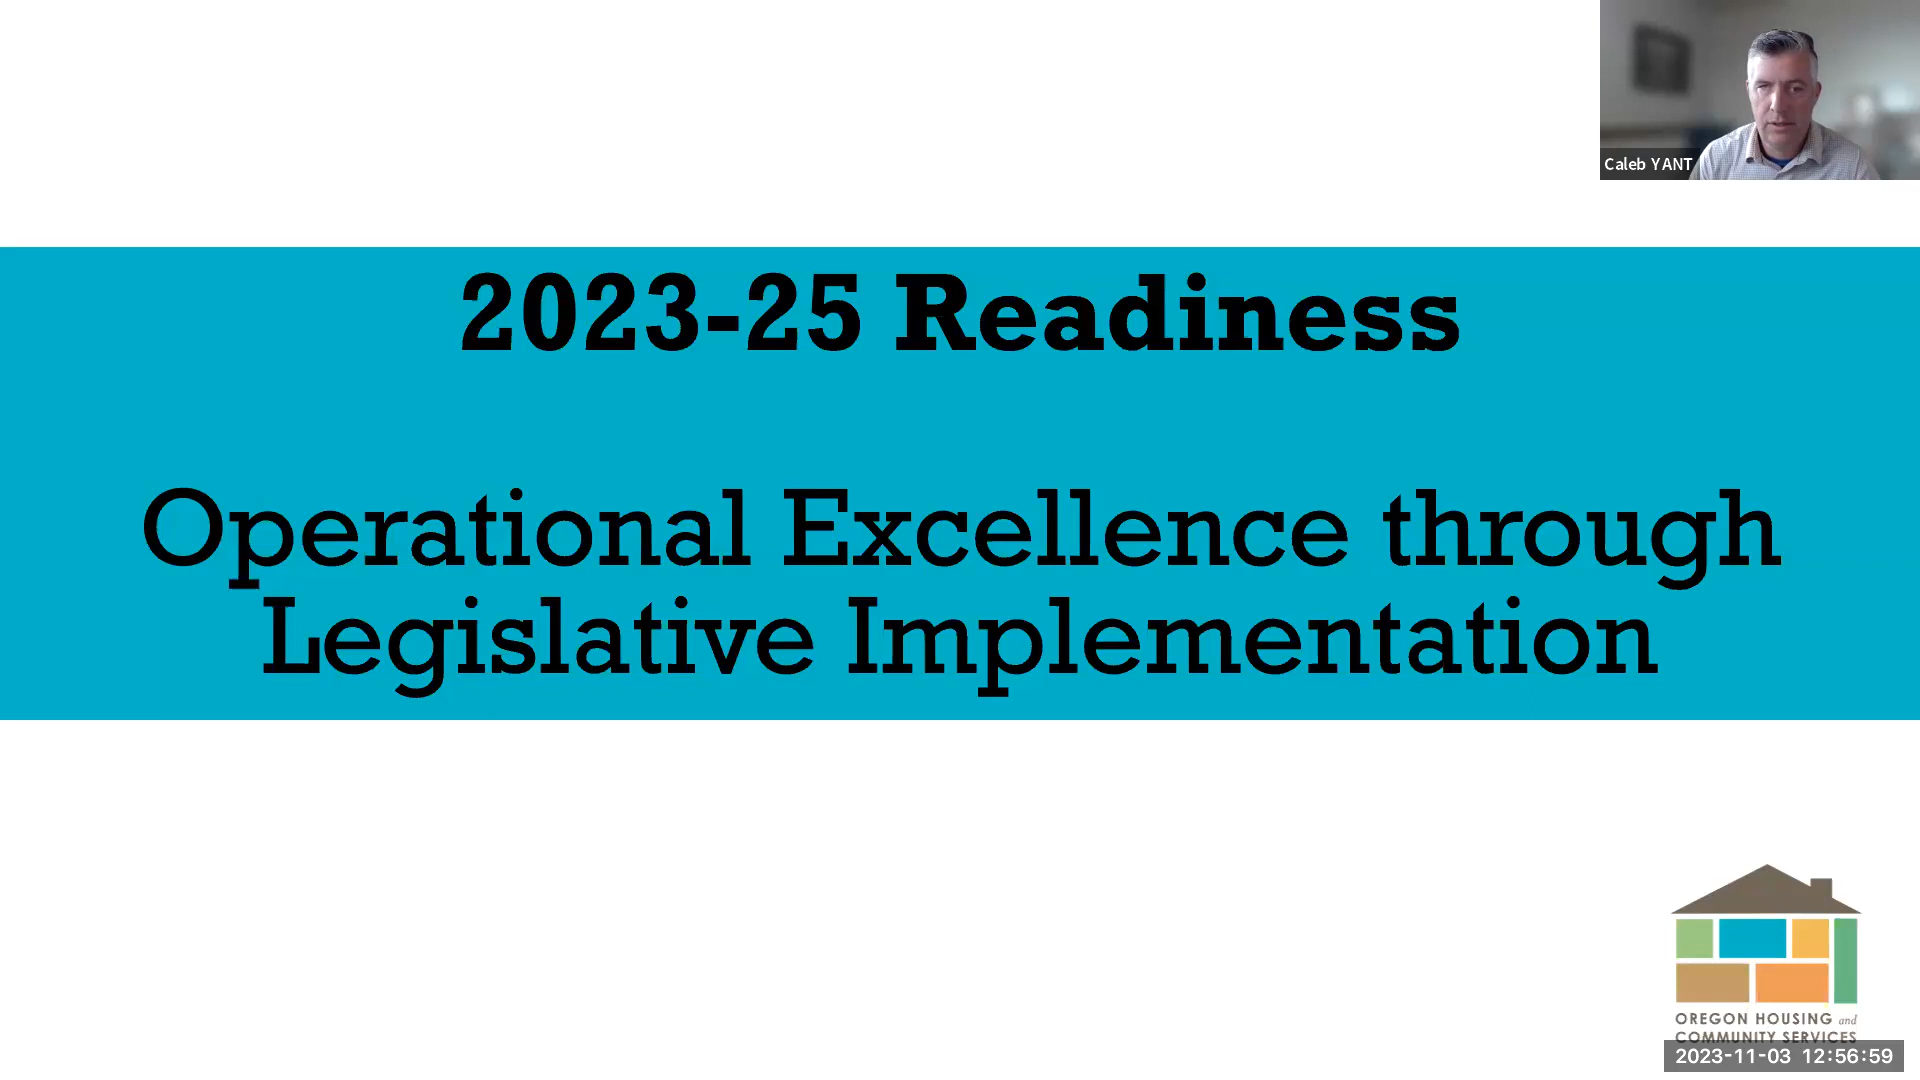 Caleb YANT
2023-25 Readiness
Operational Excellence through
Legislative Implementation
OREGON HOUSING and
COMMUNITY SERVICES
2023-11-03 12:56:59